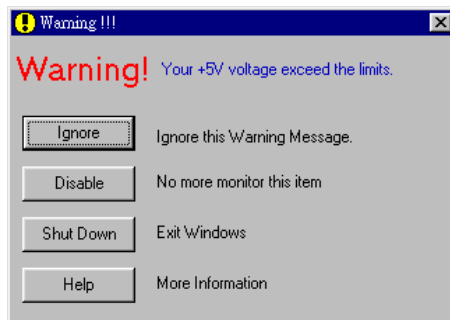 Warning !!!
Warning! Your +5V voltage exceed the limits.
Ignore Ignore this Warning Message.
Disable No more monitor this item
Shut Down Exit Windows
Help More Information